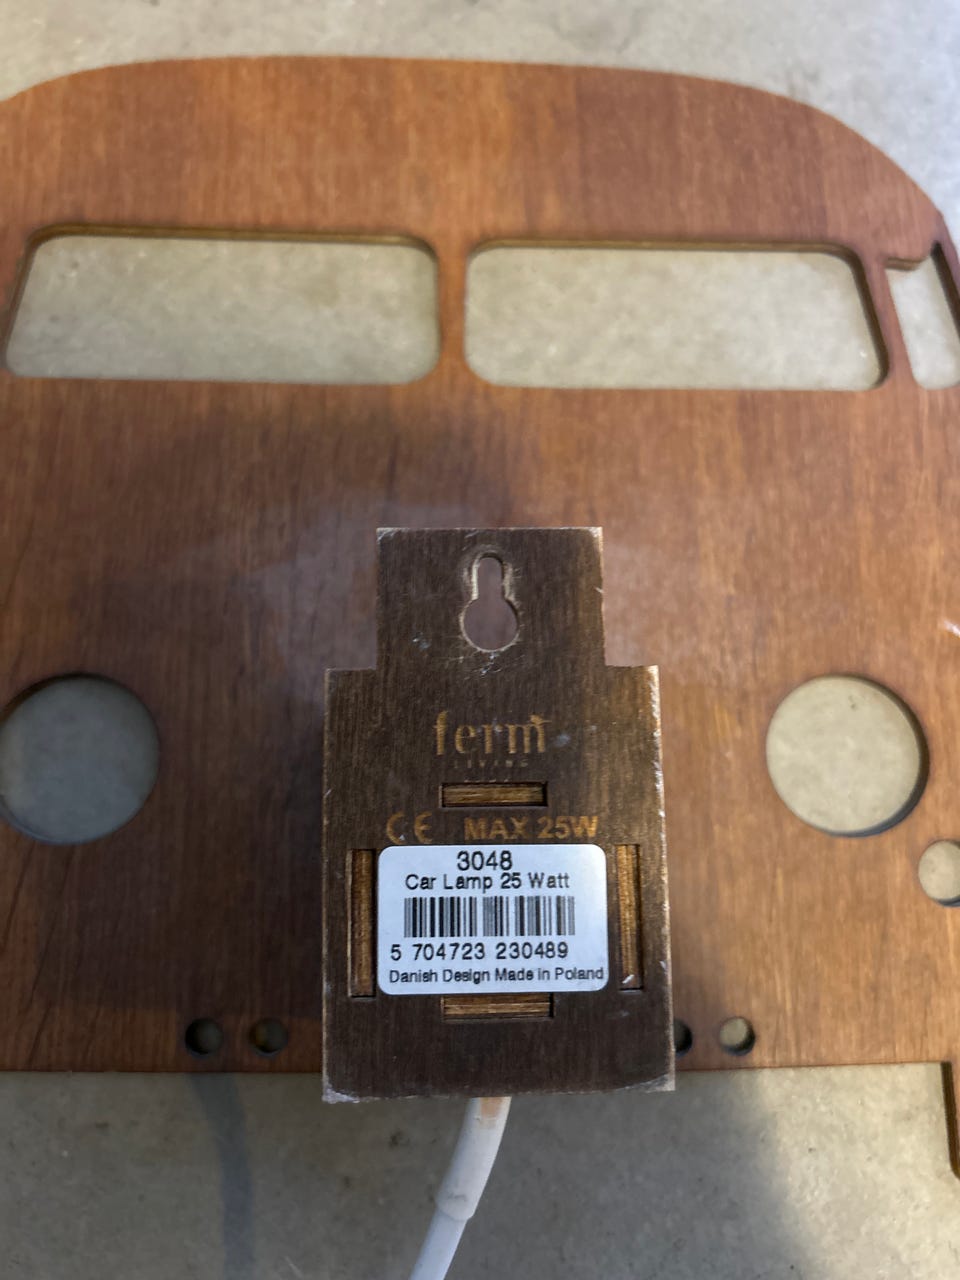 ferm
LIVING
CE MAX 25W
3048
Car Lamp 25 Watt
5 704723 230489
Danish Design Made in Poland